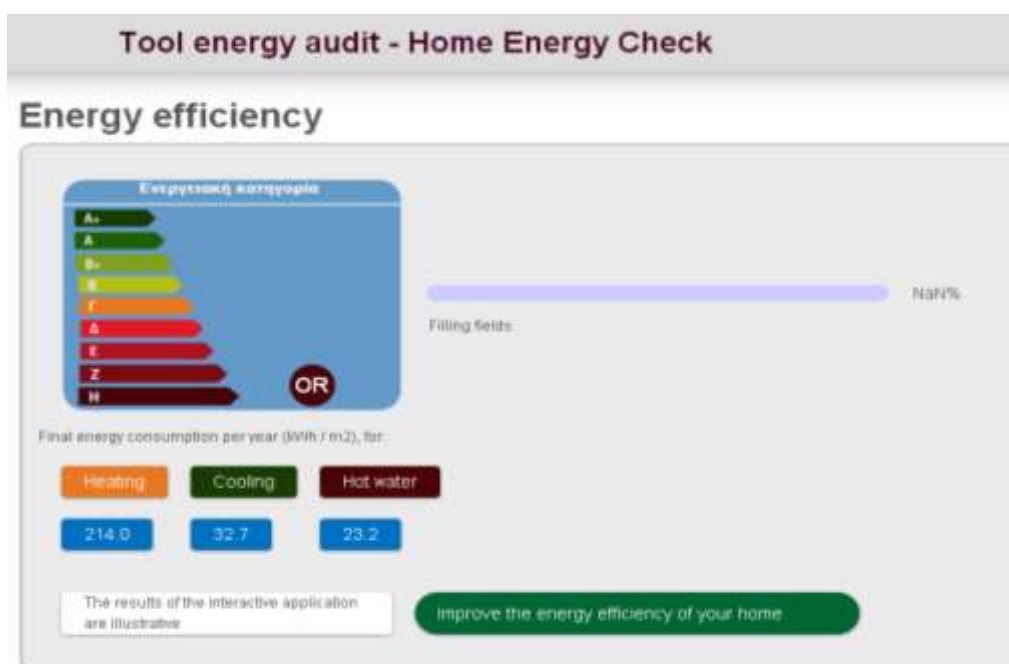 Tool energy audit - Home Energy Check
Energy efficiency
Ενεργειακή κατηγορία
A+
A
B+
B
Γ
Δ
E
Z
H
OR
NaN%
Filling fields
Final energy consumption per year (kWh / m2), for:
Heating Cooling Hot water
214.0 32.7 23.2
The results of the interactive application
are illustrative
Improve the energy efficiency of your home